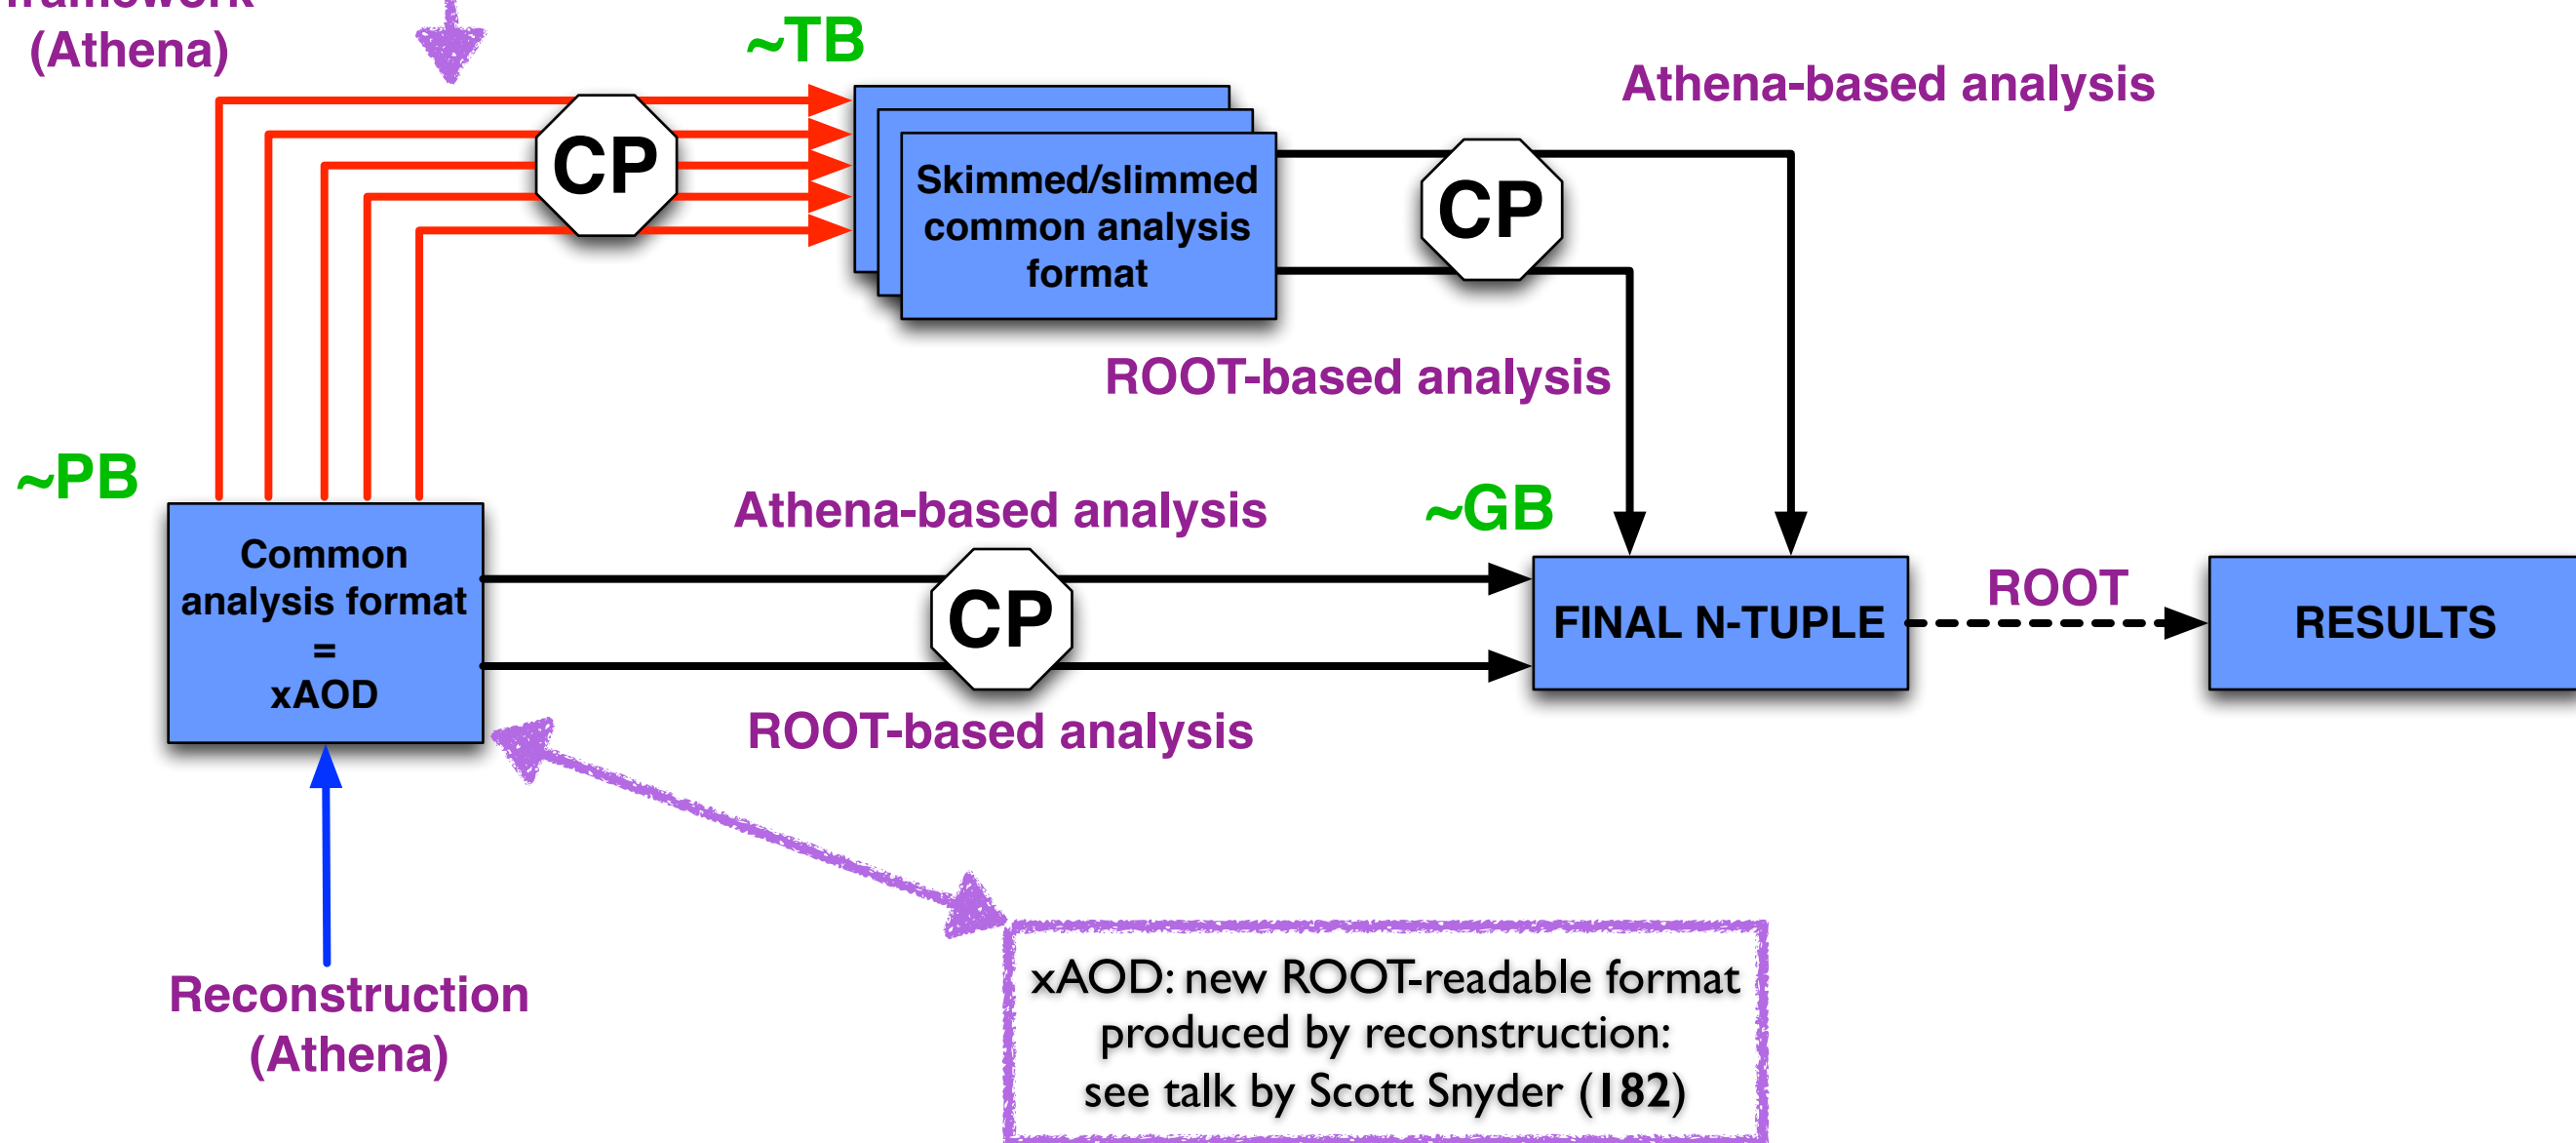 framework
(Athena)
~TB
Athena-based analysis
CP
Skimmed/slimmed
common analysis
format
CP
ROOT-based analysis
~PB
Athena-based analysis
~GB
Common
analysis format
=
xAOD
CP
FINAL N-TUPLE
ROOT
RESULTS
ROOT-based analysis
Reconstruction
(Athena)
xAOD: new ROOT-readable format
produced by reconstruction:
see talk by Scott Snyder (182)